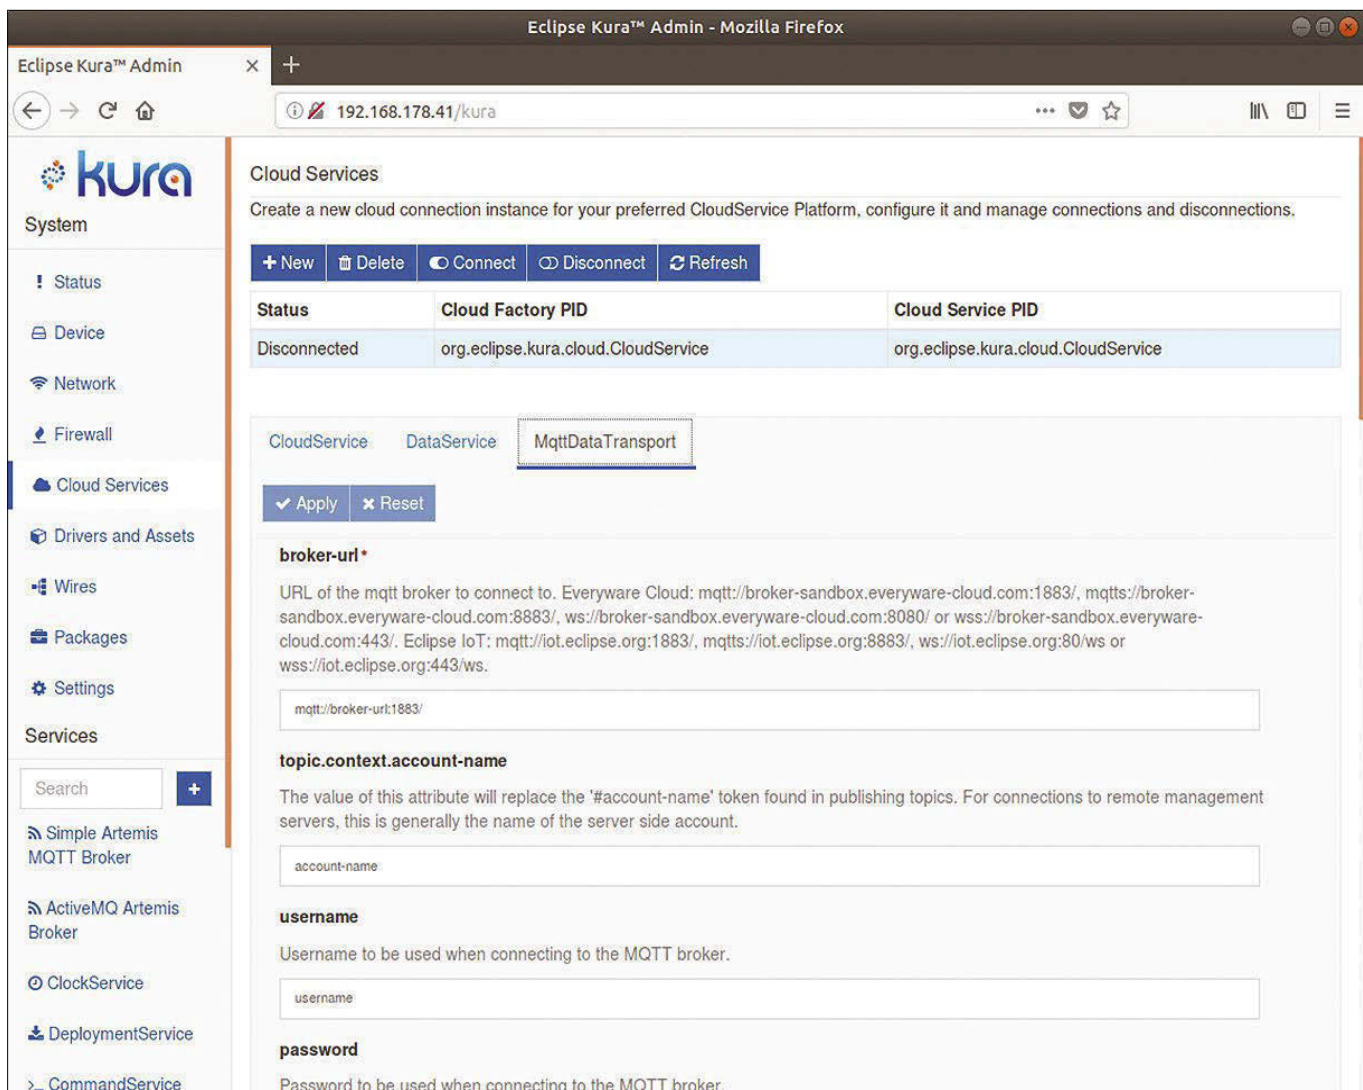 Eclipse Kura™ Admin - Mozilla Firefox
Eclipse Kura™ Admin
192.168.178.41/kura
kura
System
Status
Device
Network
Firewall
Cloud Services
Drivers and Assets
Wires
Packages
Settings
Services
Search
Simple Artemis
MQTT Broker
ActiveMQ Artemis
Broker
ClockService
DeploymentService
CommandService
Cloud Services
Create a new cloud connection instance for your preferred CloudService Platform, configure it and manage connections and disconnections.
+ New Delete Connect Disconnect Refresh
Status Cloud Factory PID Cloud Service PID
Disconnected org.eclipse.kura.cloud.CloudService org.eclipse.kura.cloud.CloudService
CloudService DataService MqttDataTransport
Apply Reset
broker-url*
URL of the mqtt broker to connect to. Everyware Cloud: mqtt://broker-sandbox.everyware-cloud.com:1883/, mqtts://broker-
sandbox.everyware-cloud.com:8883/, ws://broker-sandbox.everyware-cloud.com:8080/ or wss://broker-sandbox.everyware-
cloud.com:443/. Eclipse IoT: mqtt://iot.eclipse.org:1883/, mqtts://iot.eclipse.org:8883/, ws://iot.eclipse.org:80/ws or
wss://iot.eclipse.org:443/ws.
mqtt://broker-url:1883/
topic.context.account-name
The value of this attribute will replace the '#account-name' token found in publishing topics. For connections to remote management
servers, this is generally the name of the server side account.
account-name
username
Username to be used when connecting to the MQTT broker.
username
password
Password to be used when connecting to the MQTT broker.